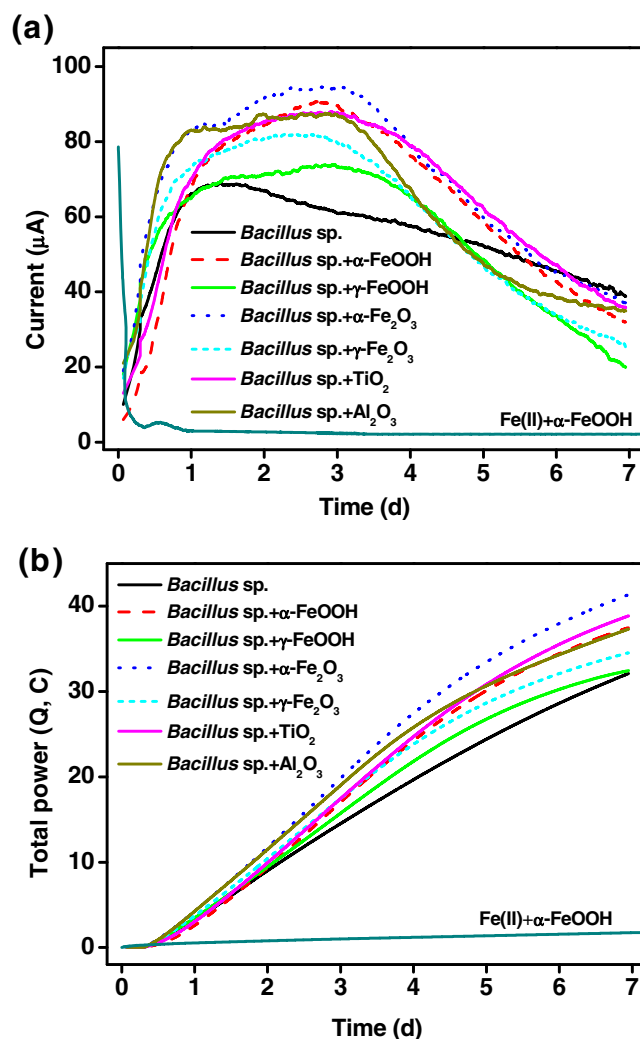 (a)
100
80
60
40
20
0
Current (μA)
Bacillus sp.
Bacillus sp.+α-FeOOH
Bacillus sp.+γ-FeOOH
Bacillus sp.+α-Fe₂O₃
Bacillus sp.+γ-Fe₂O₃
Bacillus sp.+TiO₂
Bacillus sp.+Al₂O₃
Fe(II)+α-FeOOH
0 1 2 3 4 5 6 7
Time (d)
(b)
40
30
20
10
0
Total power (Q, C)
Bacillus sp.
Bacillus sp.+α-FeOOH
Bacillus sp.+γ-FeOOH
Bacillus sp.+α-Fe₂O₃
Bacillus sp.+γ-Fe₂O₃
Bacillus sp.+TiO₂
Bacillus sp.+Al₂O₃
Fe(II)+α-FeOOH
0 1 2 3 4 5 6 7
Time (d)